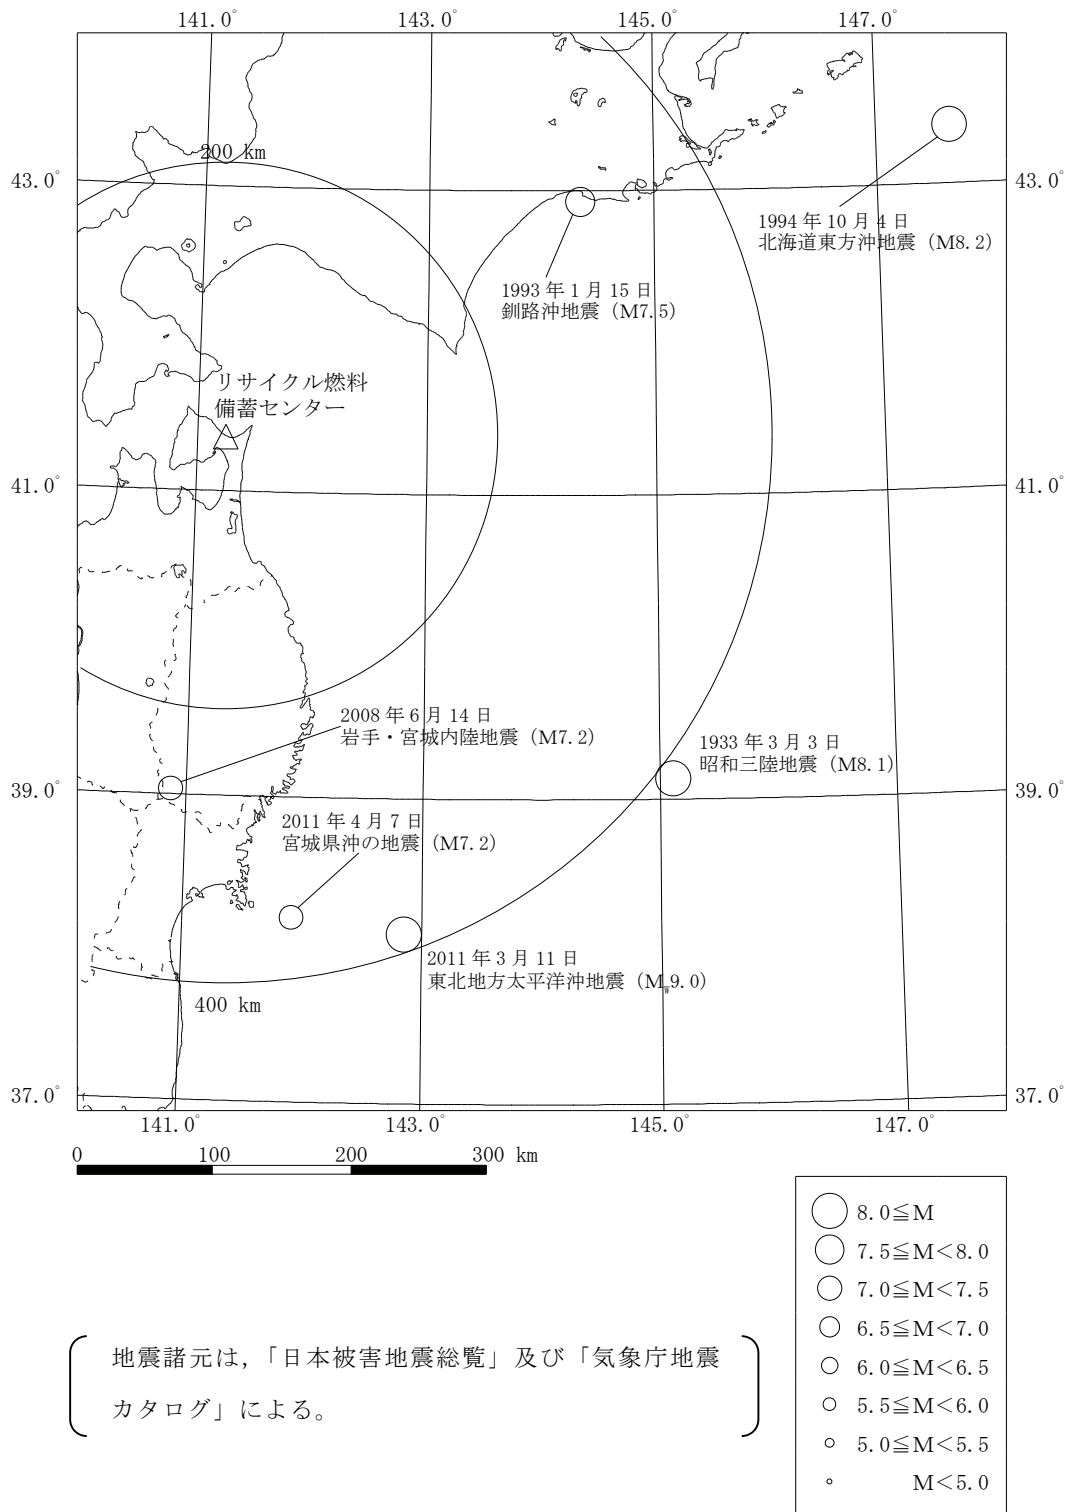 141.0° 143.0° 145.0° 147.0°
200 km
43.0° 43.0°
1994 年 10 月 4 日
北海道東方沖地震（M8.2）
1993 年 1 月 15 日
釧路沖地震（M7.5）
リサイクル燃料
備蓄センター
41.0° 41.0°
2008 年 6 月 14 日
岩手・宮城内陸地震（M7.2）
1933 年 3 月 3 日
昭和三陸地震（M8.1）
39.0° 39.0°
2011 年 4 月 7 日
宮城県沖の地震（M7.2）
2011 年 3 月 11 日
東北地方太平洋沖地震（Mw9.0）
400 km
37.0° 37.0°
141.0° 143.0° 145.0° 147.0°
0 100 200 300 km
8.0≦M
7.5≦M＜8.0
7.0≦M＜7.5
6.5≦M＜7.0
6.0≦M＜6.5
5.5≦M＜6.0
5.0≦M＜5.5
M＜5.0
地震諸元は,「日本被害地震総覧」及び「気象庁地震
カタログ」による。